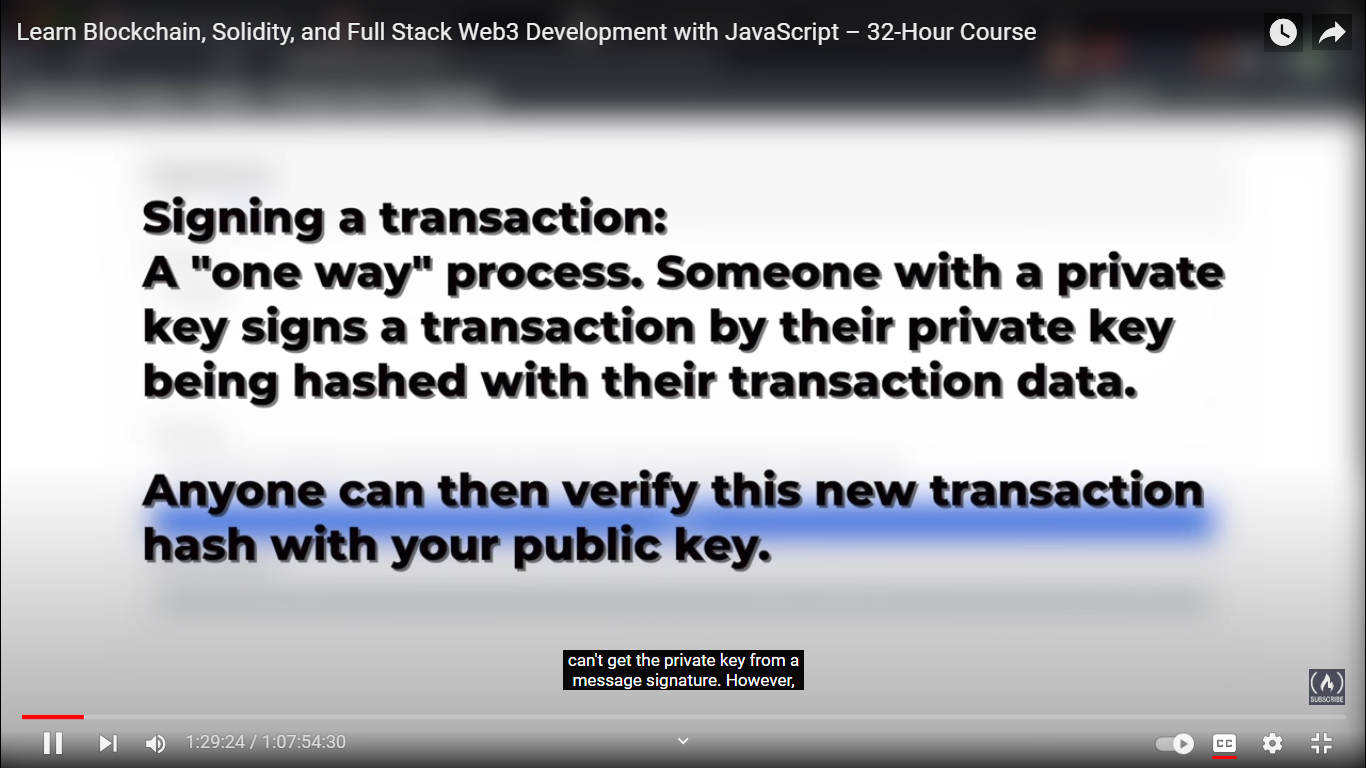 Learn Blockchain, Solidity, and Full Stack Web3 Development with JavaScript – 32-Hour Course
Signing a transaction:
A "one way" process. Someone with a private
key signs a transaction by their private key
being hashed with their transaction data.
Anyone can then verify this new transaction
hash with your public key.
can't get the private key from a
message signature. However,
SUBSCRIBE
1:29:24 / 1:07:54:30
CC